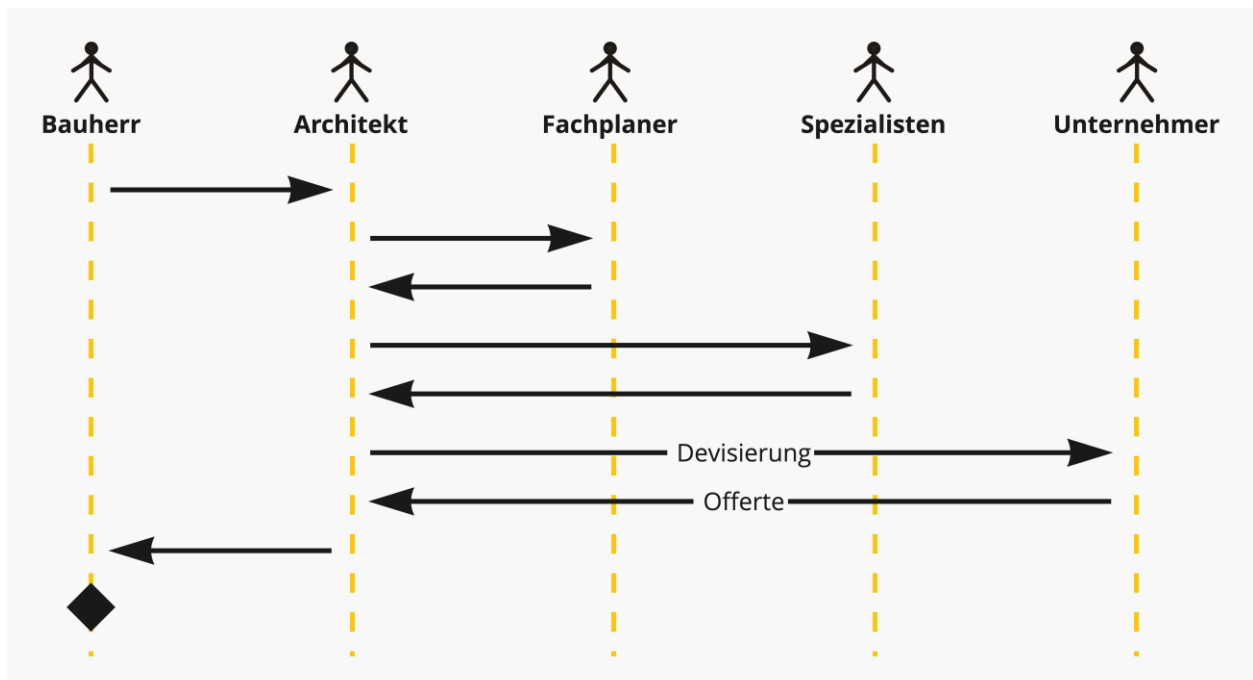 Bauherr
Architekt
Fachplaner
Spezialisten
Unternehmer
Devisierung
Offerte